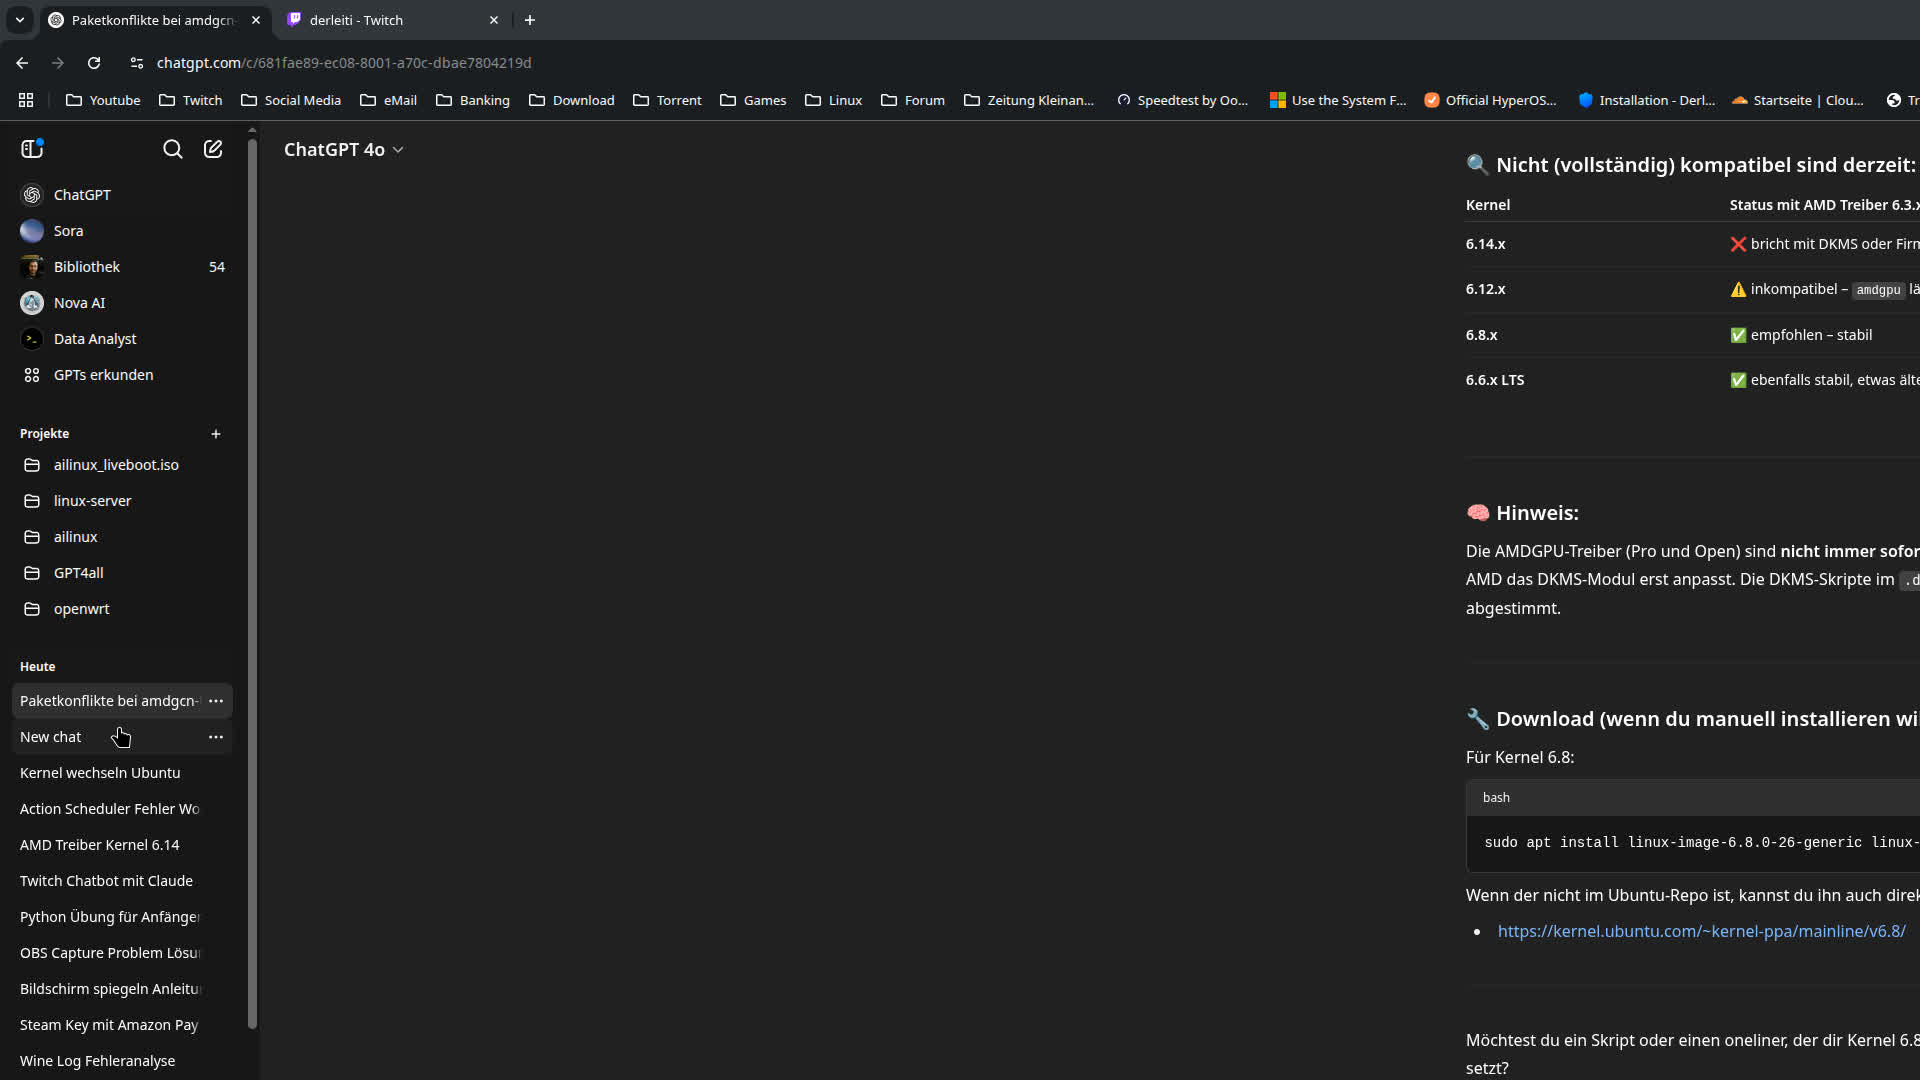 Paketkonflikte bei amdgcn-
derleiti - Twitch
chatgpt.com/c/681fae89-ec08-8001-a70c-dbae7804219d
Youtube
Twitch
Social Media
eMail
Banking
Download
Torrent
Games
Linux
Forum
Zeitung Kleinan...
Speedtest by Oo...
Use the System F...
Official HyperOS...
Installation - Derl...
Startseite | Clou...
Tr
ChatGPT
Sora
Bibliothek 54
Nova AI
Data Analyst
GPTs erkunden
Projekte
ailinux_liveboot.iso
linux-server
ailinux
GPT4all
openwrt
Heute
Paketkonflikte bei amdgcn-
New chat
Kernel wechseln Ubuntu
Action Scheduler Fehler Wo
AMD Treiber Kernel 6.14
Twitch Chatbot mit Claude
Python Übung für Anfänger
OBS Capture Problem Lösu
Bildschirm spiegeln Anleitu
Steam Key mit Amazon Pay
Wine Log Fehleranalyse
ChatGPT 4o
🔍 Nicht (vollständig) kompatibel sind derzeit:
Kernel Status mit AMD Treiber 6.3.x
6.14.x ❌ bricht mit DKMS oder Firm
6.12.x ⚠️ inkompatibel – amdgpu lä
6.8.x ✅ empfohlen – stabil
6.6.x LTS ✅ ebenfalls stabil, etwas älte
🧠 Hinweis:
Die AMDGPU-Treiber (Pro und Open) sind nicht immer sofor
AMD das DKMS-Modul erst anpasst. Die DKMS-Skripte im .d
abgestimmt.
🔧 Download (wenn du manuell installieren wil
Für Kernel 6.8:
bash
sudo apt install linux-image-6.8.0-26-generic linux-
Wenn der nicht im Ubuntu-Repo ist, kannst du ihn auch direk
• https://kernel.ubuntu.com/~kernel-ppa/mainline/v6.8/
Möchtest du ein Skript oder einen oneliner, der dir Kernel 6.8
setzt?